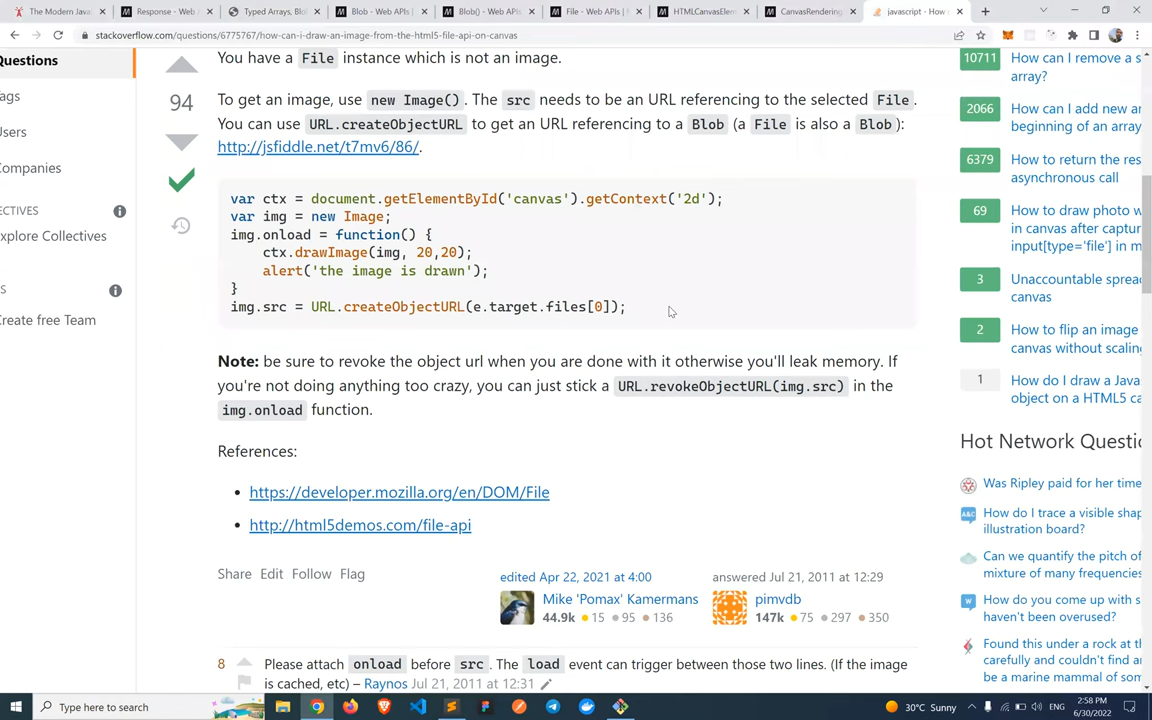 The Modern Java
Response - Web A
Typed Arrays, Blo
Blob - Web APIs |
Blob() - Web APIs
File - Web APIs | M
HTMLCanvasElem
CanvasRendering
javascript - How
stackoverflow.com/questions/6775767/how-can-i-draw-an-image-from-the-html5-file-api-on-canvas
Questions
ags
sers
ompanies
ECTIVES
xplore Collectives
S
reate free Team
94
You have a File instance which is not an image.
To get an image, use new Image(). The src needs to be an URL referencing to the selected File.
You can use URL.createObjectURL to get an URL referencing to a Blob (a File is also a Blob):
http://jsfiddle.net/t7mv6/86/.
var ctx = document.getElementById('canvas').getContext('2d');
var img = new Image;
img.onload = function() {
ctx.drawImage(img, 20,20);
alert('the image is drawn');
}
img.src = URL.createObjectURL(e.target.files[0]);
Note: be sure to revoke the object url when you are done with it otherwise you'll leak memory. If
you're not doing anything too crazy, you can just stick a URL.revokeObjectURL(img.src) in the
img.onload function.
References:
https://developer.mozilla.org/en/DOM/File
http://html5demos.com/file-api
Share Edit Follow Flag
edited Apr 22, 2021 at 4:00
Mike 'Pomax' Kamermans
44.9k 15 95 136
answered Jul 21, 2011 at 12:29
pimvdb
147k 75 297 350
8 Please attach onload before src. The load event can trigger between those two lines. (If the image
is cached, etc) – Raynos Jul 21, 2011 at 12:31
10711 How can I remove a s
array?
2066 How can I add new ar
beginning of an array
6379 How to return the res
asynchronous call
69 How to draw photo w
in canvas after captur
input[type='file'] in m
3 Unaccountable sprea
canvas
2 How to flip an image
canvas without scalin
1 How do I draw a Java
object on a HTML5 ca
Hot Network Questio
Was Ripley paid for her time
How do I trace a visible shap
illustration board?
Can we quantify the pitch of
mixture of many frequencies
How do you come up with s
haven't been overused?
Found this under a rock at th
carefully and couldn't find an
be a marine mammal of som
Type here to search
30°C Sunny
ENG
2:58 PM
6/30/2022